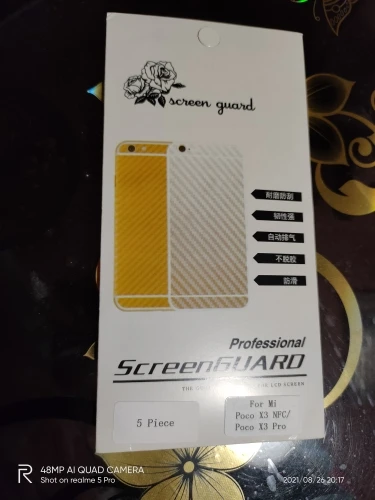 screen guard
耐磨防刮
韧性强
自动排气
不脱胶
防滑
Professional
ScreenGUARD
LCD SCREEN
5 Piece
For Mi
Poco X3 NFC/
Poco X3 Pro
48MP AI QUAD CAMERA
Shot on realme 5 Pro
2021/08/26 20:17